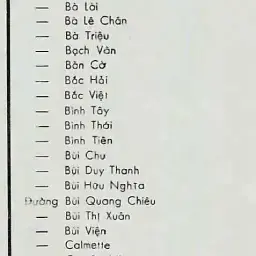 — Bà Lài
— Bà Lê Chân
— Bà Triệu
— Bạch Vân
— Bàn Cờ
— Bắc Hải
— Bắc Việt
— Bình Tây
— Bình Thái
— Bình Tiên
— Bùi Chu
— Bùi Duy Thanh
— Bùi Hữu Nghĩa
Đường Bùi Quang Chiêu
— Bùi Thị Xuân
— Bùi Viện
— Calmette